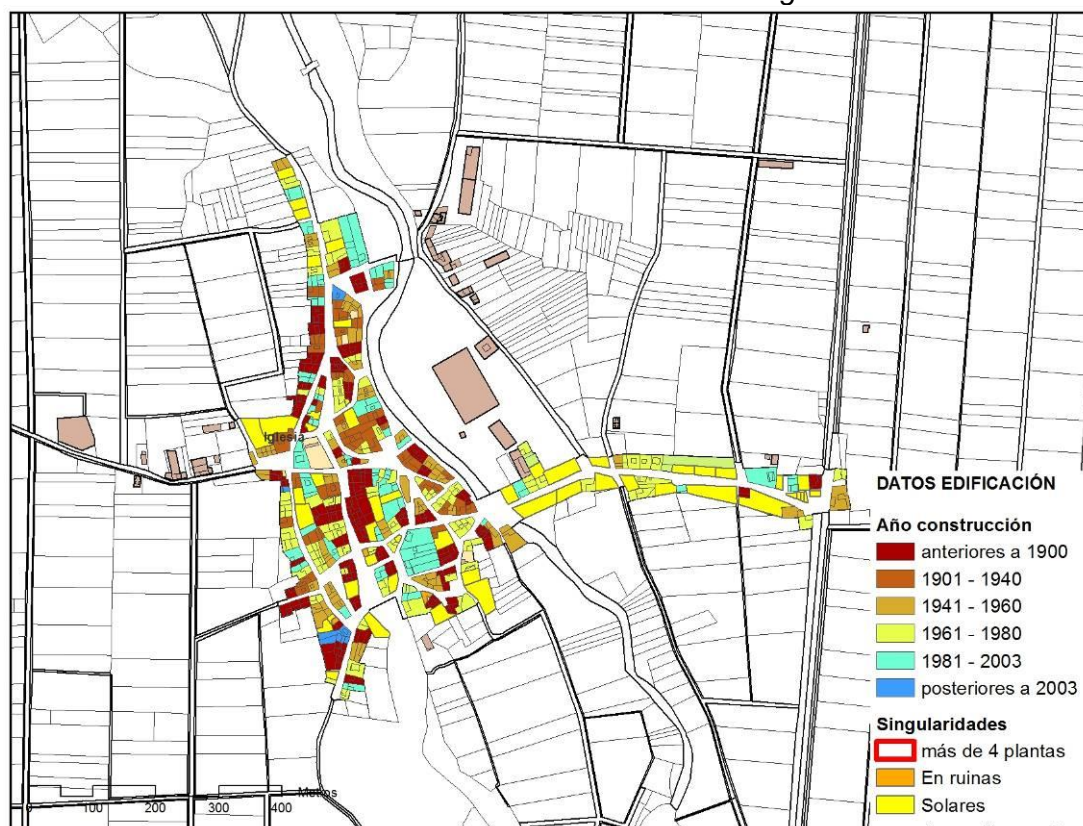 Iglesia
DATOS EDIFICACIÓN
Año construcción
anteriores a 1900
1901 - 1940
1941 - 1960
1961 - 1980
1981 - 2003
posteriores a 2003
Singularidades
más de 4 plantas
En ruinas
Solares
Metros
0 100 200 300 400